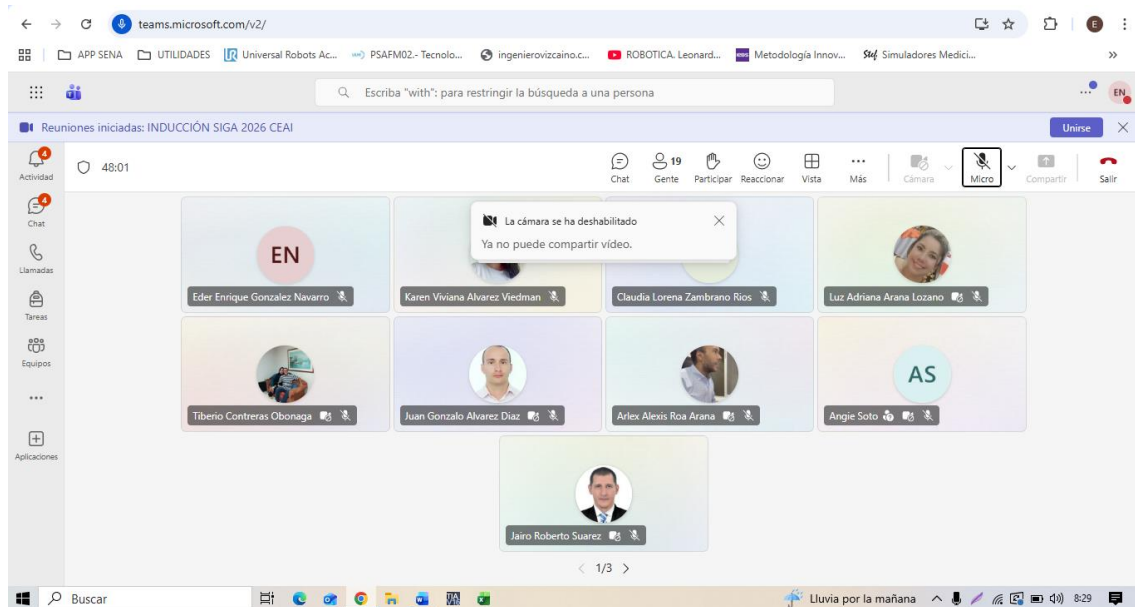 teams.microsoft.com/v2/
E
APP SENA UTILIDADES Universal Robots Ac... PSAFM02.- Tecnolo... ingenierovizcaino.c... ROBOTICA. Leonard... Metodología Innov... Simuladores Medici...
Escriba "with": para restringir la búsqueda a una persona
EN
Reuniones iniciadas: INDUCCIÓN SIGA 2026 CEAI Unirse
4
Actividad
48:01
19
Chat Gente Participar Reaccionar Vista Más Cámara Micro Compartir Salir
4
Chat
Llamadas
Tareas
Equipos
Aplicaciones
La cámara se ha deshabilitado
Ya no puede compartir vídeo.
EN
Eder Enrique Gonzalez Navarro Karen Viviana Alvarez Viedman Claudia Lorena Zambrano Rios Luz Adriana Arana Lozano
AS
Tiberio Contreras Obonaga Juan Gonzalo Alvarez Diaz Arlex Alexis Roa Arana Angie Soto
Jairo Roberto Suarez
1/3
Buscar Lluvia por la mañana 8:29